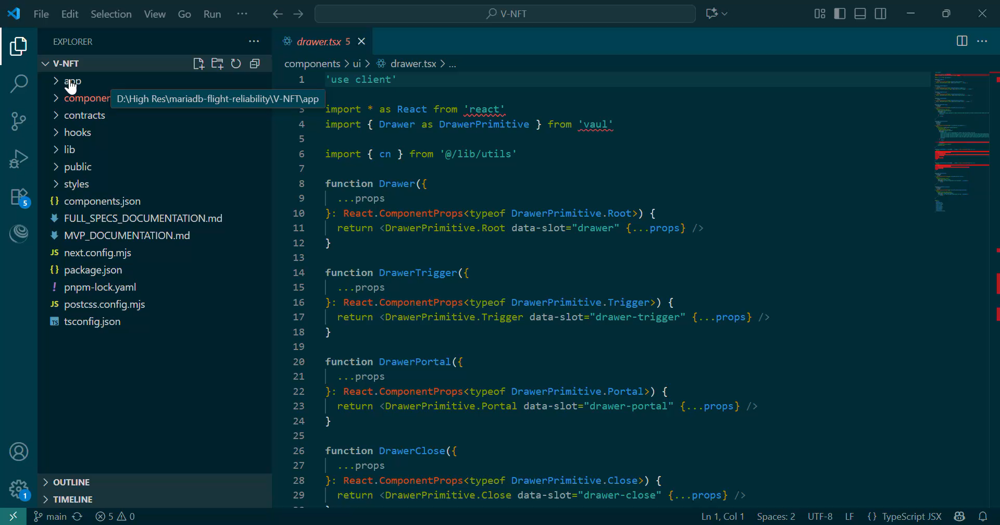 File Edit Selection View Go Run ···
V-NFT
EXPLORER
V-NFT
app
componen
D:\High Res\mariadb-flight-reliability\V-NFT\app
contracts
hooks
lib
public
styles
{} components.json
FULL_SPECS_DOCUMENTATION.md
MVP_DOCUMENTATION.md
JS next.config.mjs
{} package.json
! pnpm-lock.yaml
JS postcss.config.mjs
TS tsconfig.json
OUTLINE
TIMELINE
5
1
drawer.tsx 5
components > ui > drawer.tsx > ...
1 'use client'
3 import * as React from 'react'
4 import { Drawer as DrawerPrimitive } from 'vaul'
5
6 import { cn } from '@/lib/utils'
7
8 function Drawer({
9 ...props
10 }: React.ComponentProps<typeof DrawerPrimitive.Root>) {
11 return <DrawerPrimitive.Root data-slot="drawer" {...props} />
12 }
13
14 function DrawerTrigger({
15 ...props
16 }: React.ComponentProps<typeof DrawerPrimitive.Trigger>) {
17 return <DrawerPrimitive.Trigger data-slot="drawer-trigger" {...props} />
18 }
19
20 function DrawerPortal({
21 ...props
22 }: React.ComponentProps<typeof DrawerPrimitive.Portal>) {
23 return <DrawerPrimitive.Portal data-slot="drawer-portal" {...props} />
24 }
25
26 function DrawerClose({
27 ...props
28 }: React.ComponentProps<typeof DrawerPrimitive.Close>) {
29 return <DrawerPrimitive.Close data-slot="drawer-close" {...props} />
main 5 0 Ln 1, Col 1 Spaces: 2 UTF-8 LF {} TypeScript JSX